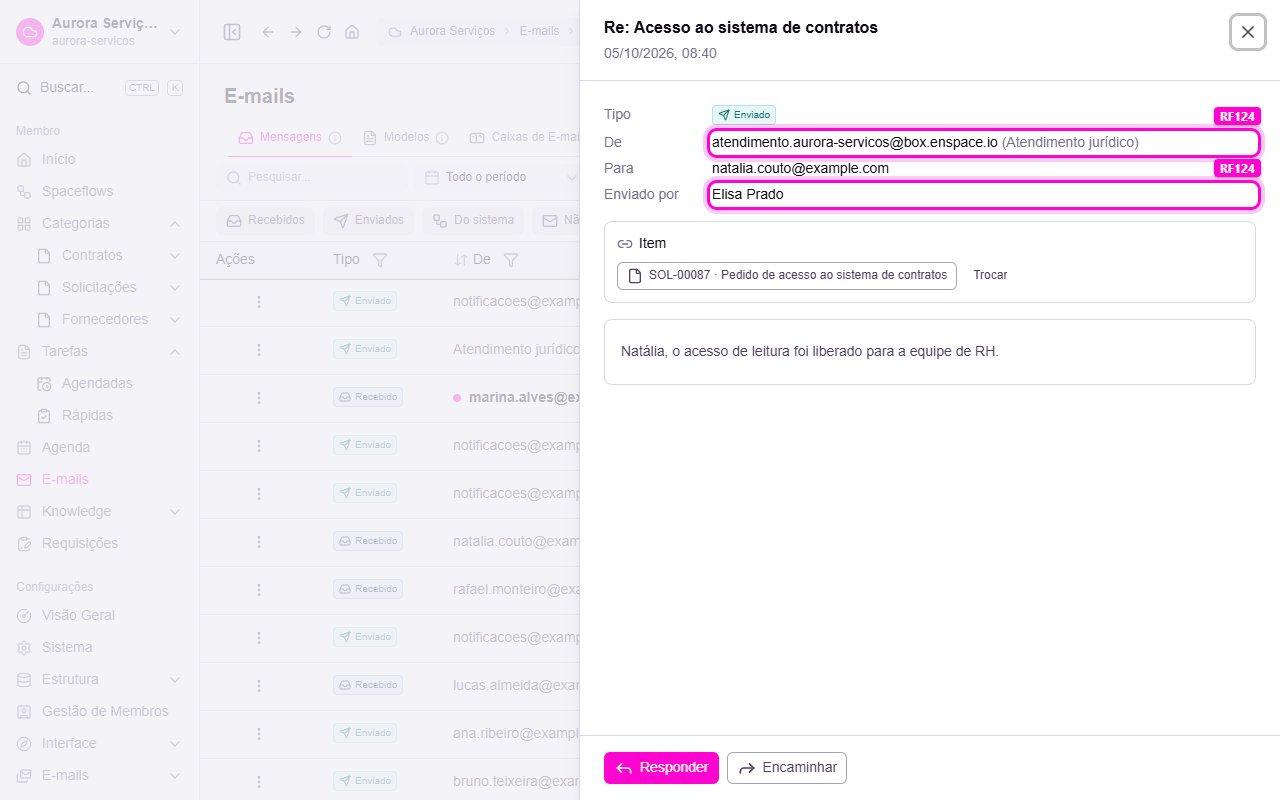 Aurora Serviç...
aurora-servicos
Buscar... CTRL K
Membro
Início
Spaceflows
Categorias
Contratos
Solicitações
Fornecedores
Tarefas
Agendadas
Rápidas
Agenda
E-mails
Knowledge
Requisições
Configurações
Visão Geral
Sistema
Estrutura
Gestão de Membros
Interface
E-mails
Aurora Serviços > E-mails >
E-mails
Mensagens Modelos Caixas de E-mai
Pesquisar... Todo o período
Recebidos Enviados Do sistema Nã
Ações Tipo De
Enviado notificacoes@examp
Enviado Atendimento jurídico
Recebido marina.alves@ex
Enviado notificacoes@examp
Enviado notificacoes@examp
Recebido natalia.couto@exam
Recebido rafael.monteiro@exa
Enviado notificacoes@examp
Recebido lucas.almeida@exam
Enviado ana.ribeiro@exampl
Enviado bruno.teixeira@exam
Re: Acesso ao sistema de contratos
05/10/2026, 08:40
Tipo Enviado
RF124
De atendimento.aurora-servicos@box.enspace.io (Atendimento jurídico)
Para natalia.couto@example.com
RF124
Enviado por Elisa Prado
Item
SOL-00087 · Pedido de acesso ao sistema de contratos Trocar
Natália, o acesso de leitura foi liberado para a equipe de RH.
Responder Encaminhar